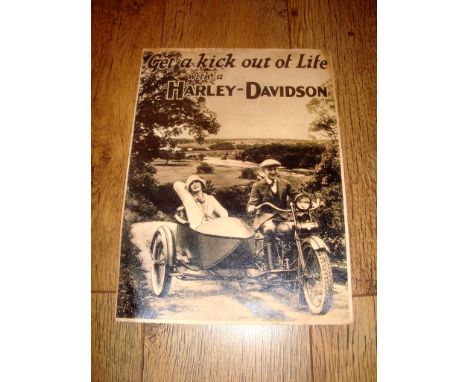 Get a kick out of Life
with a
HARLEY-DAVIDSON